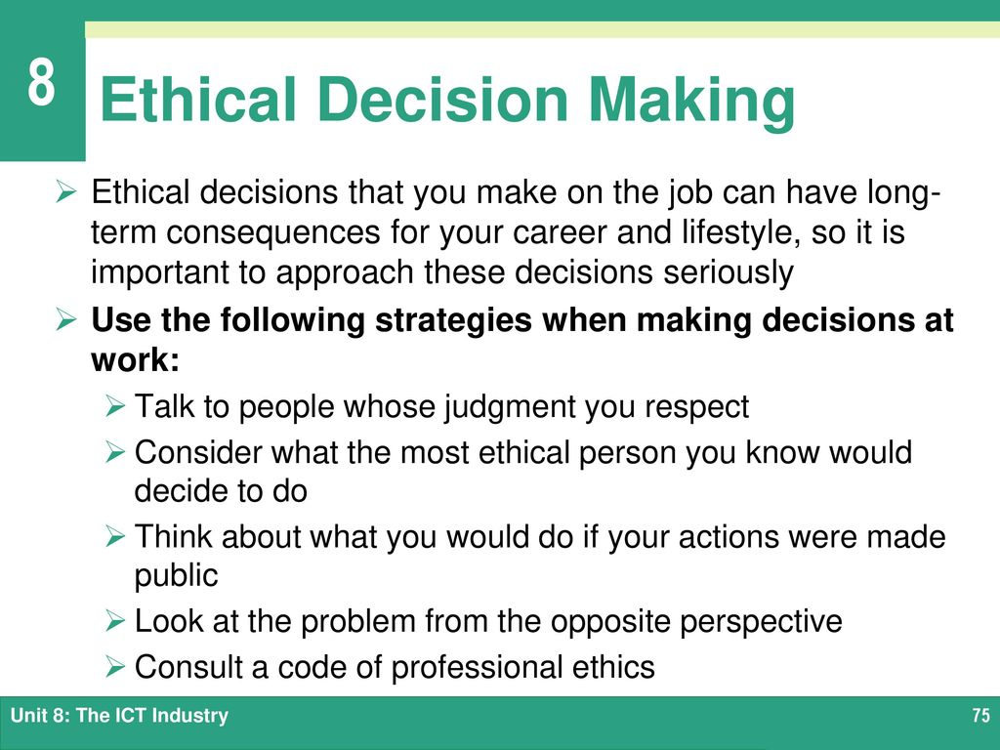 8
Ethical Decision Making
➢ Ethical decisions that you make on the job can have long-
term consequences for your career and lifestyle, so it is
important to approach these decisions seriously
➢ Use the following strategies when making decisions at
work:
➢ Talk to people whose judgment you respect
➢ Consider what the most ethical person you know would
decide to do
➢ Think about what you would do if your actions were made
public
➢ Look at the problem from the opposite perspective
➢ Consult a code of professional ethics
Unit 8: The ICT Industry
75